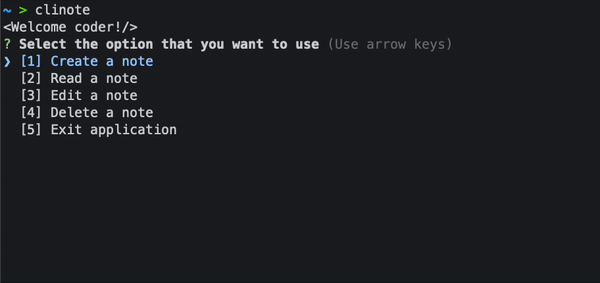 ~ > clinote
<Welcome coder!/>
? Select the option that you want to use (Use arrow keys)
❯ [1] Create a note
[2] Read a note
[3] Edit a note
[4] Delete a note
[5] Exit application